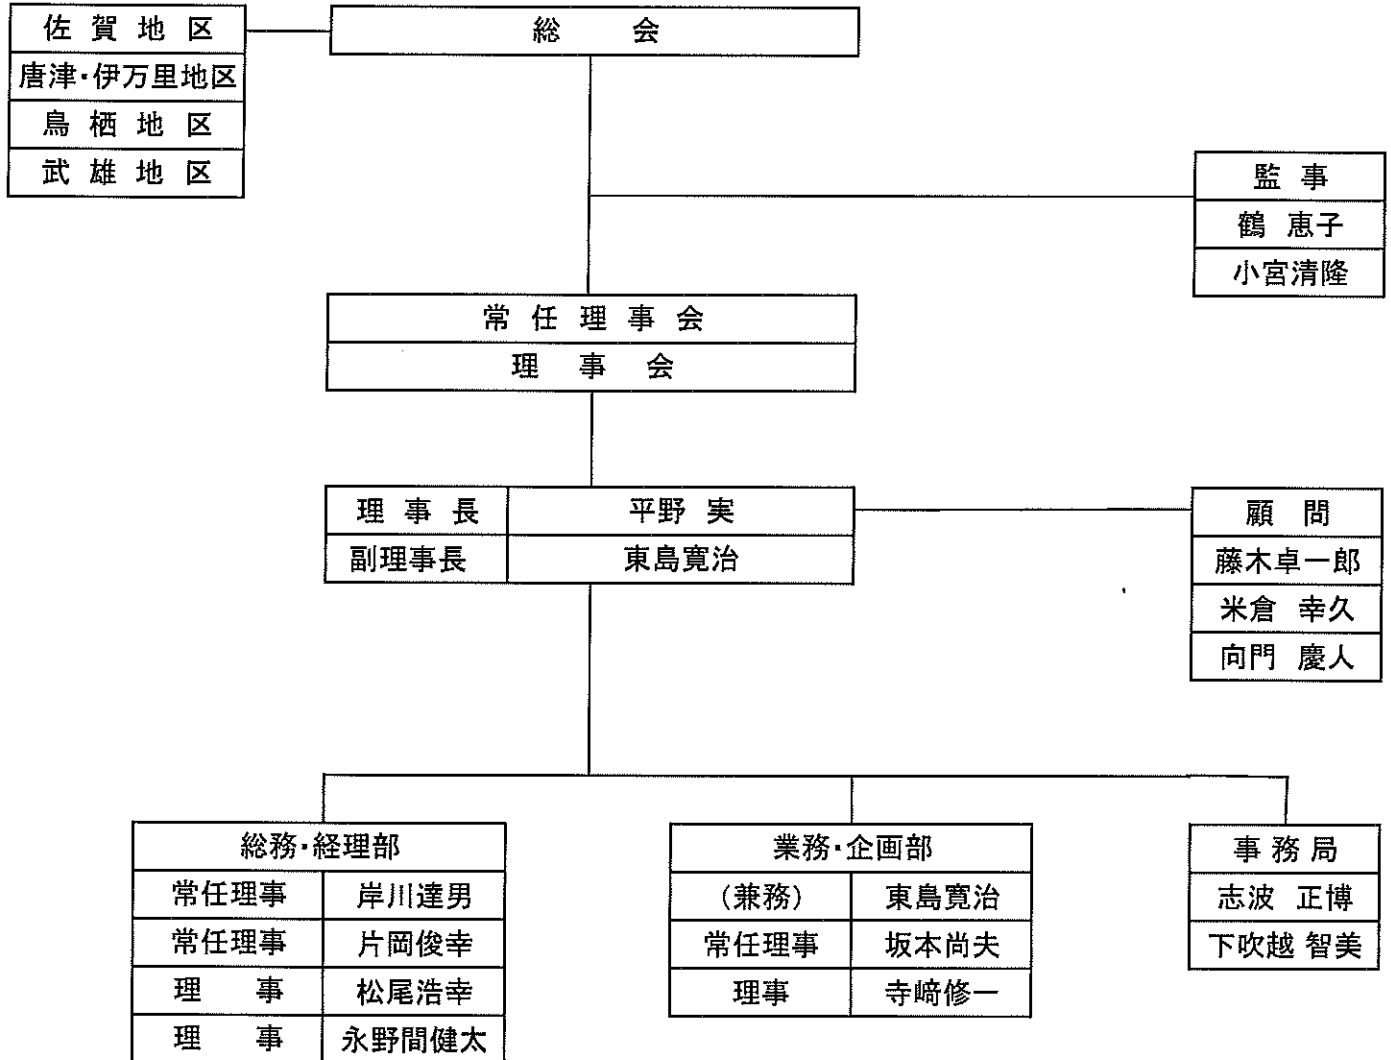 佐賀地区
総会
唐津・伊万里地区
鳥栖地区
武雄地区
監事
鶴 恵子
小宮清隆
常任理事会
理事会
理事長 平野 実
副理事長 東島寛治
顧問
藤木卓一郎
米倉 幸久
向門 慶人
総務・経理部
常任理事 岸川達男
常任理事 片岡俊幸
理事 松尾浩幸
理事 永野間健太
業務・企画部
(兼務) 東島寛治
常任理事 坂本尚夫
理事 寺﨑修一
事務局
志波 正博
下吹越 智美